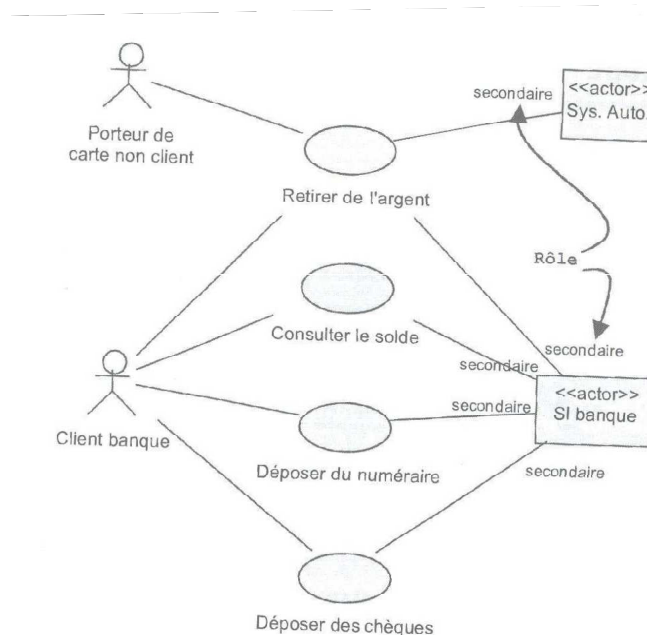 secondaire
<<actor>>
Sys. Auto.
Porteur de
carte non client
Retirer de l'argent
Rôle
Consulter le solde
secondaire
secondaire
<<actor>>
SI banque
secondaire
Client banque
Déposer du numéraire
secondaire
Déposer des chèques